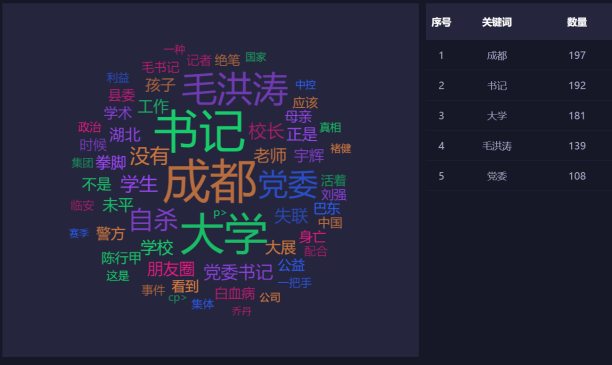 一种
毛书记 记者 绝笔 国家
利益 孩子 毛洪涛 中控
县委 工作 应该
学术 书记 母亲
政治 湖北 校长 正是 真相
时候 没有 老师 宇辉 褚健
集团 拳脚 成都 党委 活着
不是 学生 刘强
临安 未平 自杀 p> 失联 巴东
赛季 警方 大学 中国
学校 大展 身亡
陈行甲 朋友圈 党委书记 公益 配合
这是 看到 一把手
事件 cp> 白血病 公司
集体 乔丹
序号 关键词 数量
1 成都 197
2 书记 192
3 大学 181
4 毛洪涛 139
5 党委 108